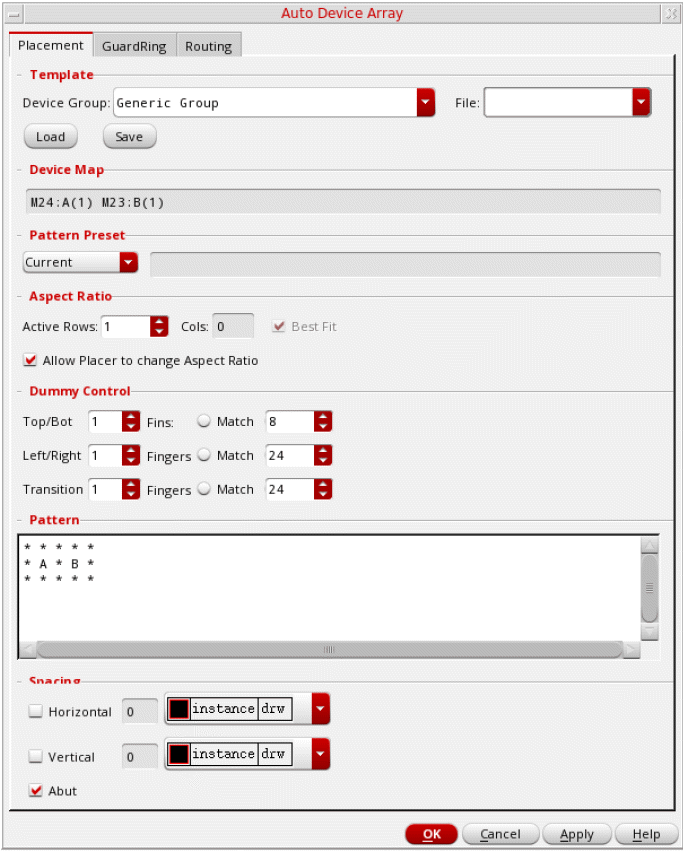 Auto Device Array
Placement GuardRing Routing
Template
Device Group: Generic Group File:
Load Save
Device Map
M24:A(1) M23:B(1)
Pattern Preset
Current
Aspect Ratio
Active Rows: 1 Cols: 0 Best Fit
Allow Placer to change Aspect Ratio
Dummy Control
Top/Bot 1 Fins: Match 8
Left/Right 1 Fingers Match 24
Transition 1 Fingers Match 24
Pattern
* * * * *
* A * B *
* * * * *
Spacing
Horizontal 0 instance drw
Vertical 0 instance drw
Abut
OK Cancel Apply Help